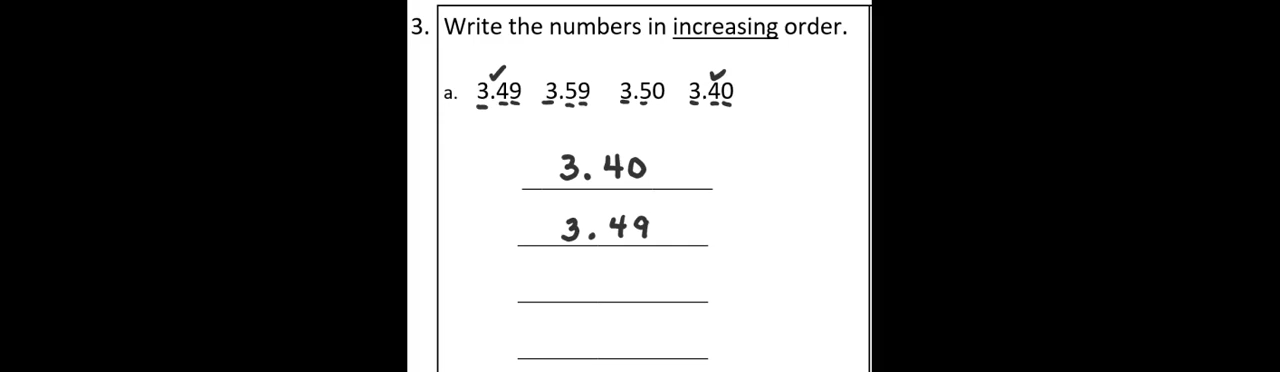 3. Write the numbers in increasing order.
a. 3.49 3.59 3.50 3.40
3.40
3.49